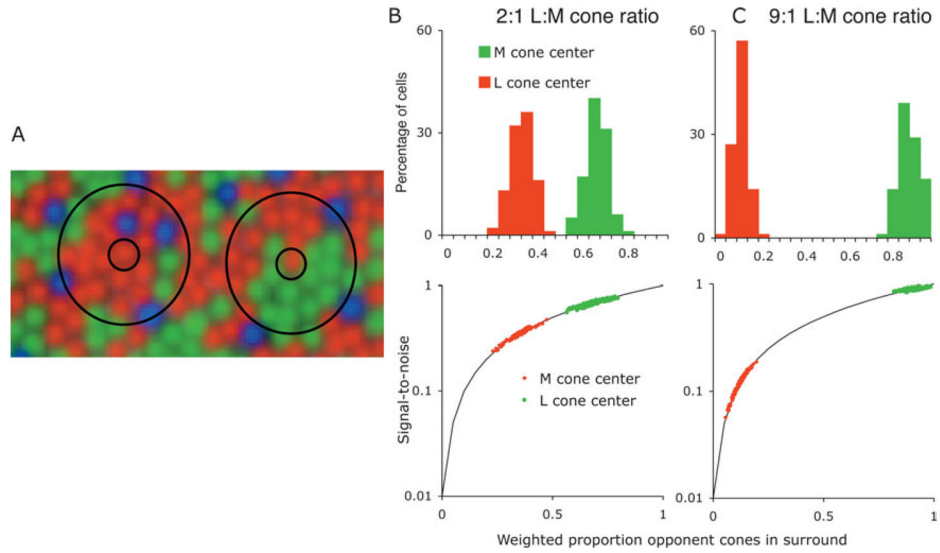 A
B
2:1 L:M cone ratio
C
9:1 L:M cone ratio
Percentage of cells
60
30
0
M cone center
L cone center
0 0.2 0.4 0.6 0.8
60
30
0
0 0.2 0.4 0.6 0.8
Signal-to-noise
1
0.1
0.01
M cone center
L cone center
0 0.5 1
1
0.1
0.01
0 0.5 1
Weighted proportion opponent cones in surround